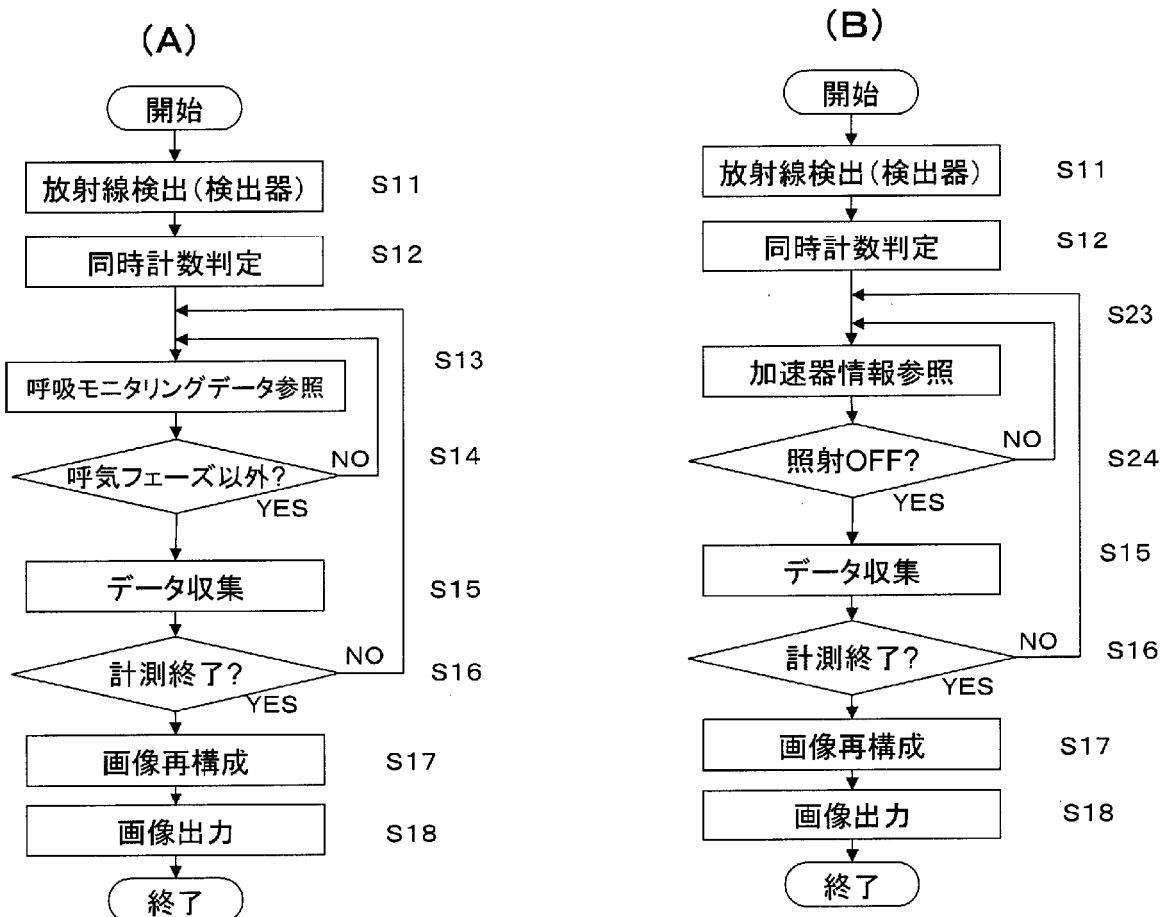 (A)
開始
放射線検出(検出器)
S11
同時計数判定
S12
S13
呼吸モニタリングデータ参照
呼気フェーズ以外?
NO
S14
YES
データ収集
S15
計測終了?
NO
S16
YES
画像再構成
S17
画像出力
S18
終了
(B)
開始
放射線検出(検出器)
S11
同時計数判定
S12
S23
加速器情報参照
照射OFF?
NO
S24
YES
データ収集
S15
計測終了?
NO
S16
YES
画像再構成
S17
画像出力
S18
終了